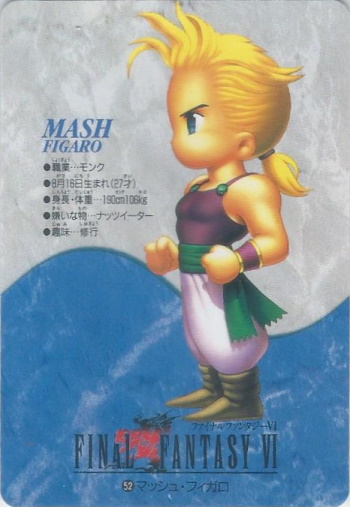 MASH
FIGARO
●職業…モンク
●8月16日生まれ(27才)
●身長・体重…190cm106kg
●嫌いな物…ナッツイーター
●趣味…修行
ファイナルファンタジーVI
FINAL FANTASY VI
52 マッシュ・フィガロ